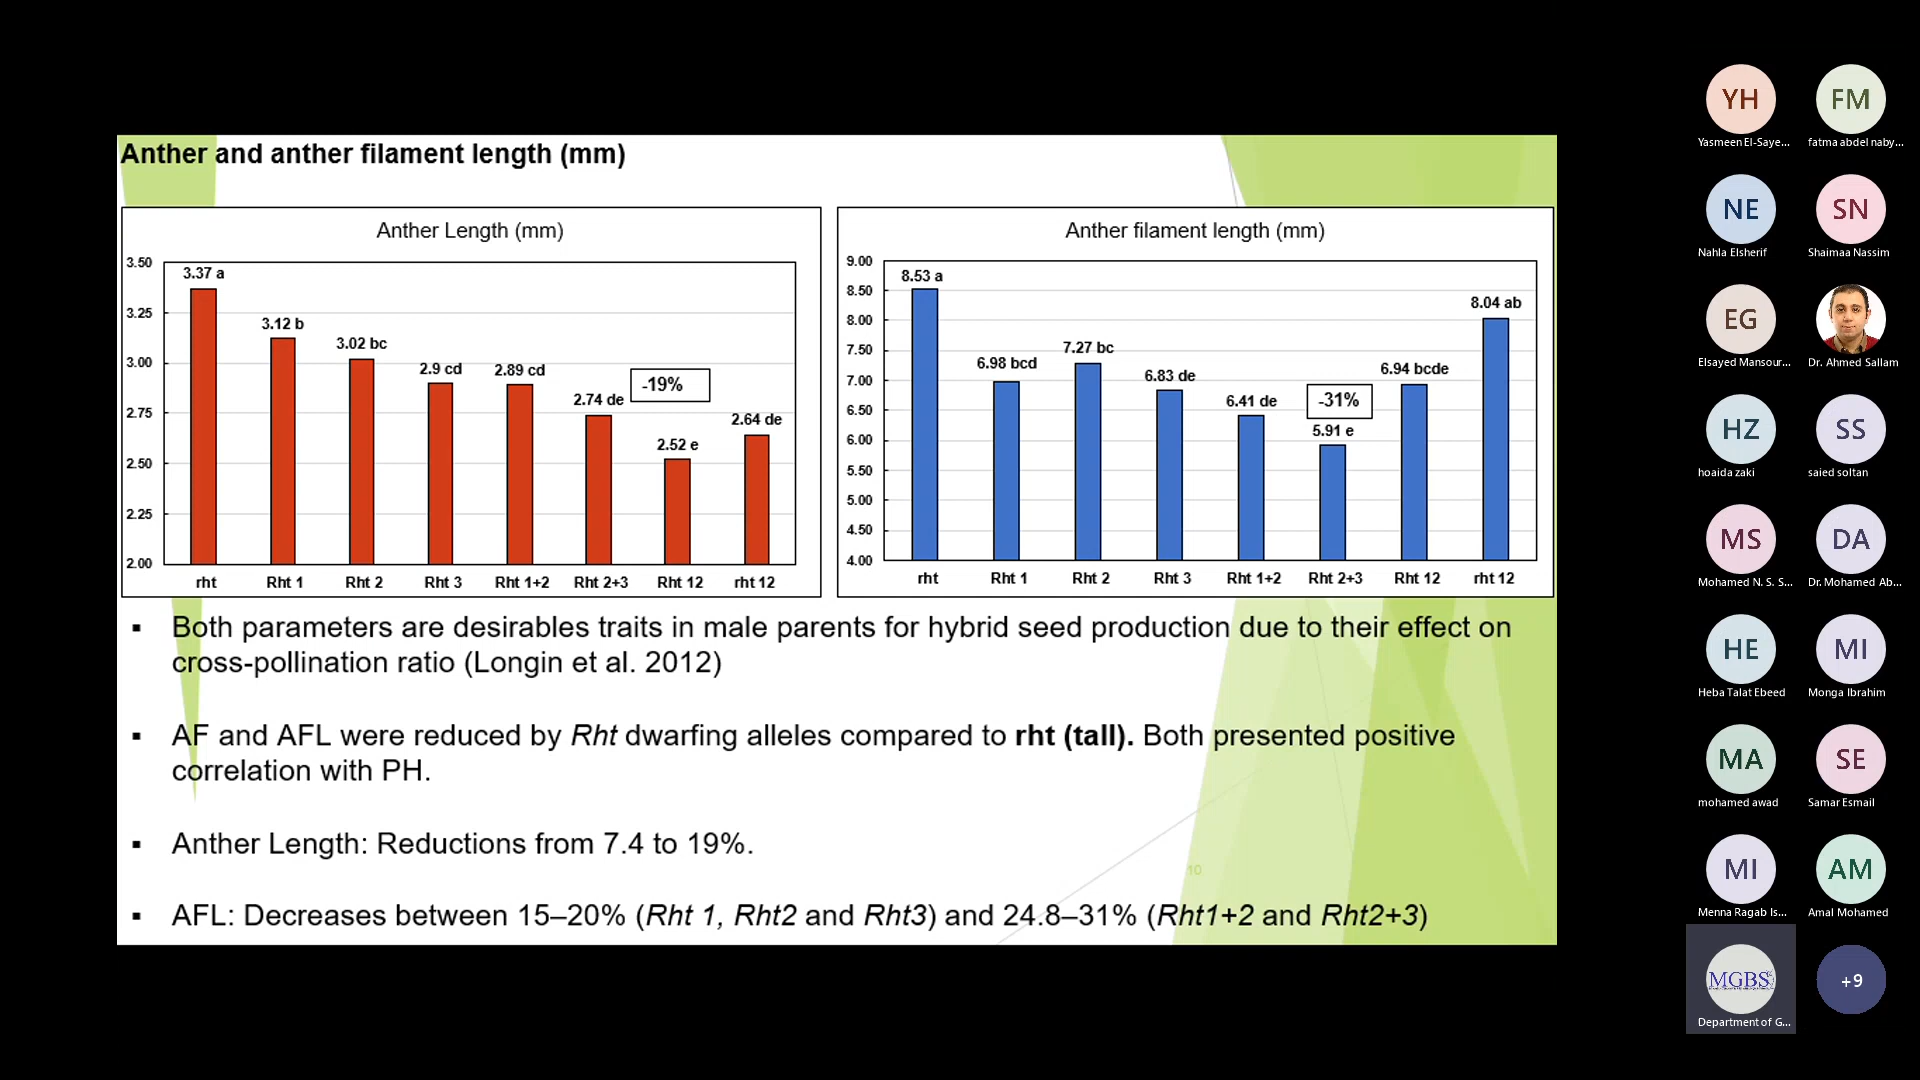 Anther and anther filament length (mm)
Anther Length (mm)
3.50
3.25
3.00
2.75
2.50
2.25
2.00
3.37 a
3.12 b
3.02 bc
2.9 cd
2.89 cd
2.74 de
-19%
2.52 e
2.64 de
rht Rht 1 Rht 2 Rht 3 Rht 1+2 Rht 2+3 Rht 12 rht 12
Anther filament length (mm)
9.00
8.50
8.00
7.50
7.00
6.50
6.00
5.50
5.00
4.50
4.00
8.53 a
6.98 bcd
7.27 bc
6.83 de
6.41 de
-31%
5.91 e
6.94 bcde
8.04 ab
rht Rht 1 Rht 2 Rht 3 Rht 1+2 Rht 2+3 Rht 12 rht 12
▪ Both parameters are desirables traits in male parents for hybrid seed production due to their effect on
cross-pollination ratio (Longin et al. 2012)
▪ AF and AFL were reduced by Rht dwarfing alleles compared to rht (tall). Both presented positive
correlation with PH.
▪ Anther Length: Reductions from 7.4 to 19%.
10
▪ AFL: Decreases between 15–20% (Rht 1, Rht2 and Rht3) and 24.8–31% (Rht1+2 and Rht2+3)
YH FM
Yasmeen El-Saye... fatma abdel naby...
NE SN
Nahla Elsherif Shaimaa Nassim
EG
Elsayed Mansour... Dr. Ahmed Sallam
HZ SS
hoaida zaki saied soltan
MS DA
Mohamed N. S. S... Dr. Mohamed Ab...
HE MI
Heba Talat Ebeed Monga Ibrahim
MA SE
mohamed awad Samar Esmail
MI AM
Menna Ragab Is... Amal Mohamed
MGBS +9
Department of G...